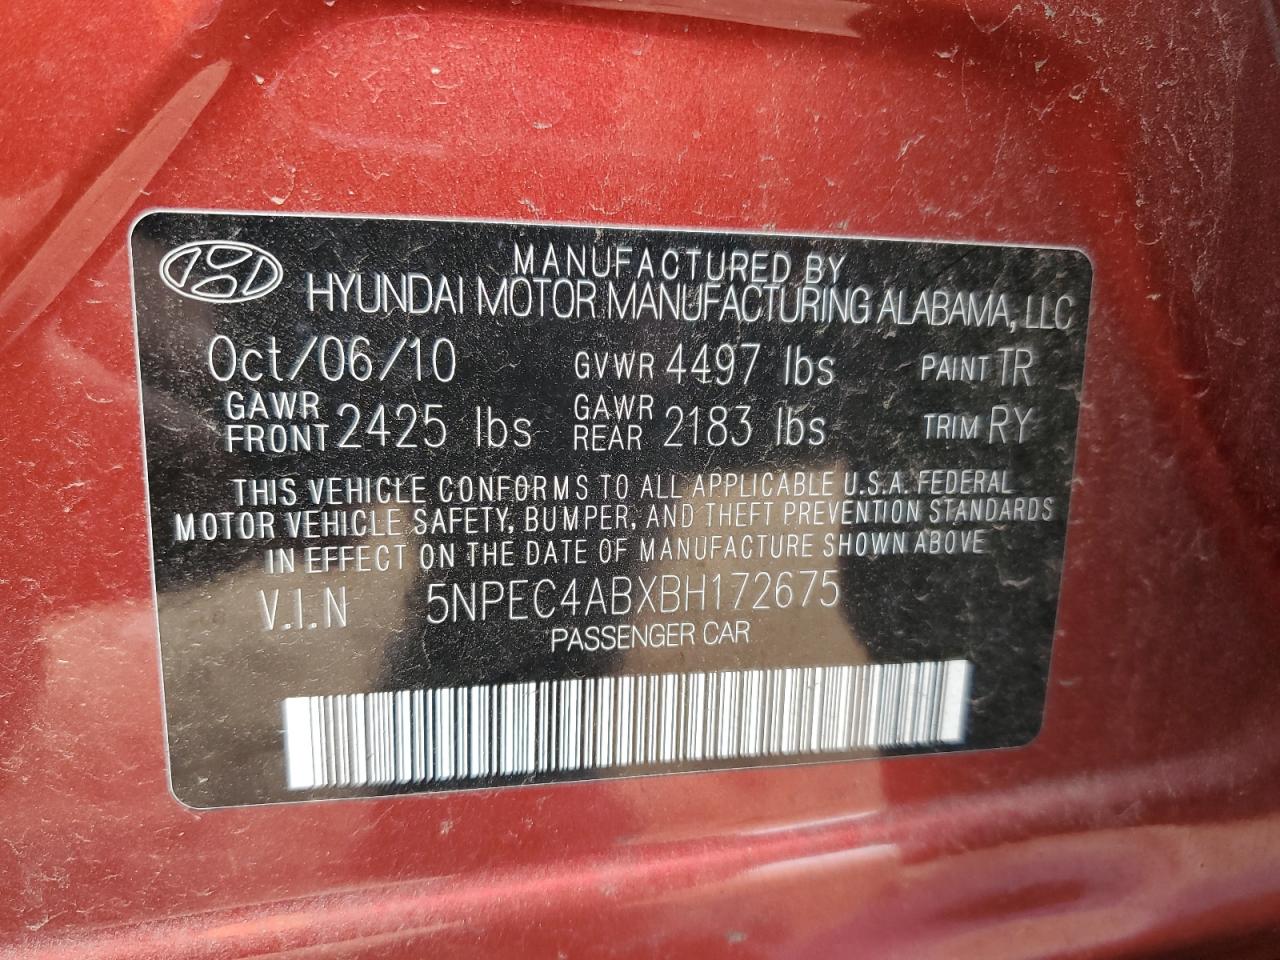 MANUFACTURED BY
HYUNDAI MOTOR MANUFACTURING ALABAMA, LLC
Oct/06/10 GVWR 4497 lbs PAINT TR
GAWR FRONT 2425 lbs GAWR REAR 2183 lbs TRIM RY
THIS VEHICLE CONFORMS TO ALL APPLICABLE U.S.A. FEDERAL
MOTOR VEHICLE SAFETY, BUMPER, AND THEFT PREVENTION STANDARDS
IN EFFECT ON THE DATE OF MANUFACTURE SHOWN ABOVE
V.I.N 5NPEC4ABXBH172675
PASSENGER CAR